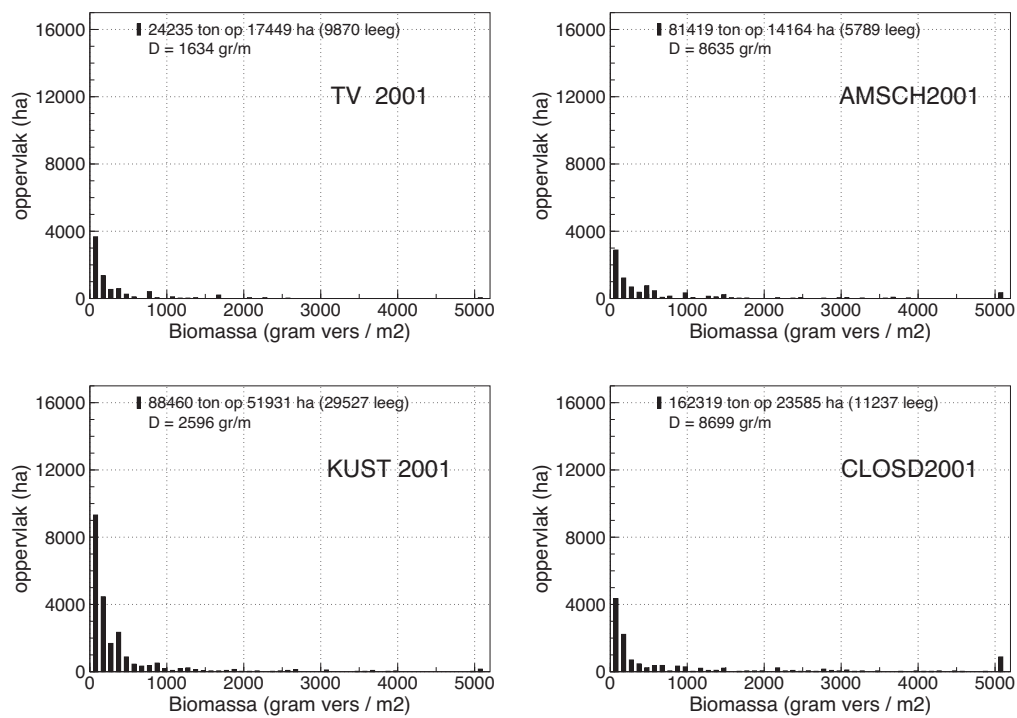 24235 ton op 17449 ha (9870 leeg)
D = 1634 gr/m
TV 2001
oppervlak (ha)
16000
12000
8000
4000
0
0 1000 2000 3000 4000 5000
Biomassa (gram vers / m2)
81419 ton op 14164 ha (5789 leeg)
D = 8635 gr/m
AMSCH2001
oppervlak (ha)
16000
12000
8000
4000
0
0 1000 2000 3000 4000 5000
Biomassa (gram vers / m2)
88460 ton op 51931 ha (29527 leeg)
D = 2596 gr/m
KUST 2001
oppervlak (ha)
16000
12000
8000
4000
0
0 1000 2000 3000 4000 5000
Biomassa (gram vers / m2)
162319 ton op 23585 ha (11237 leeg)
D = 8699 gr/m
CLOSD2001
oppervlak (ha)
16000
12000
8000
4000
0
0 1000 2000 3000 4000 5000
Biomassa (gram vers / m2)